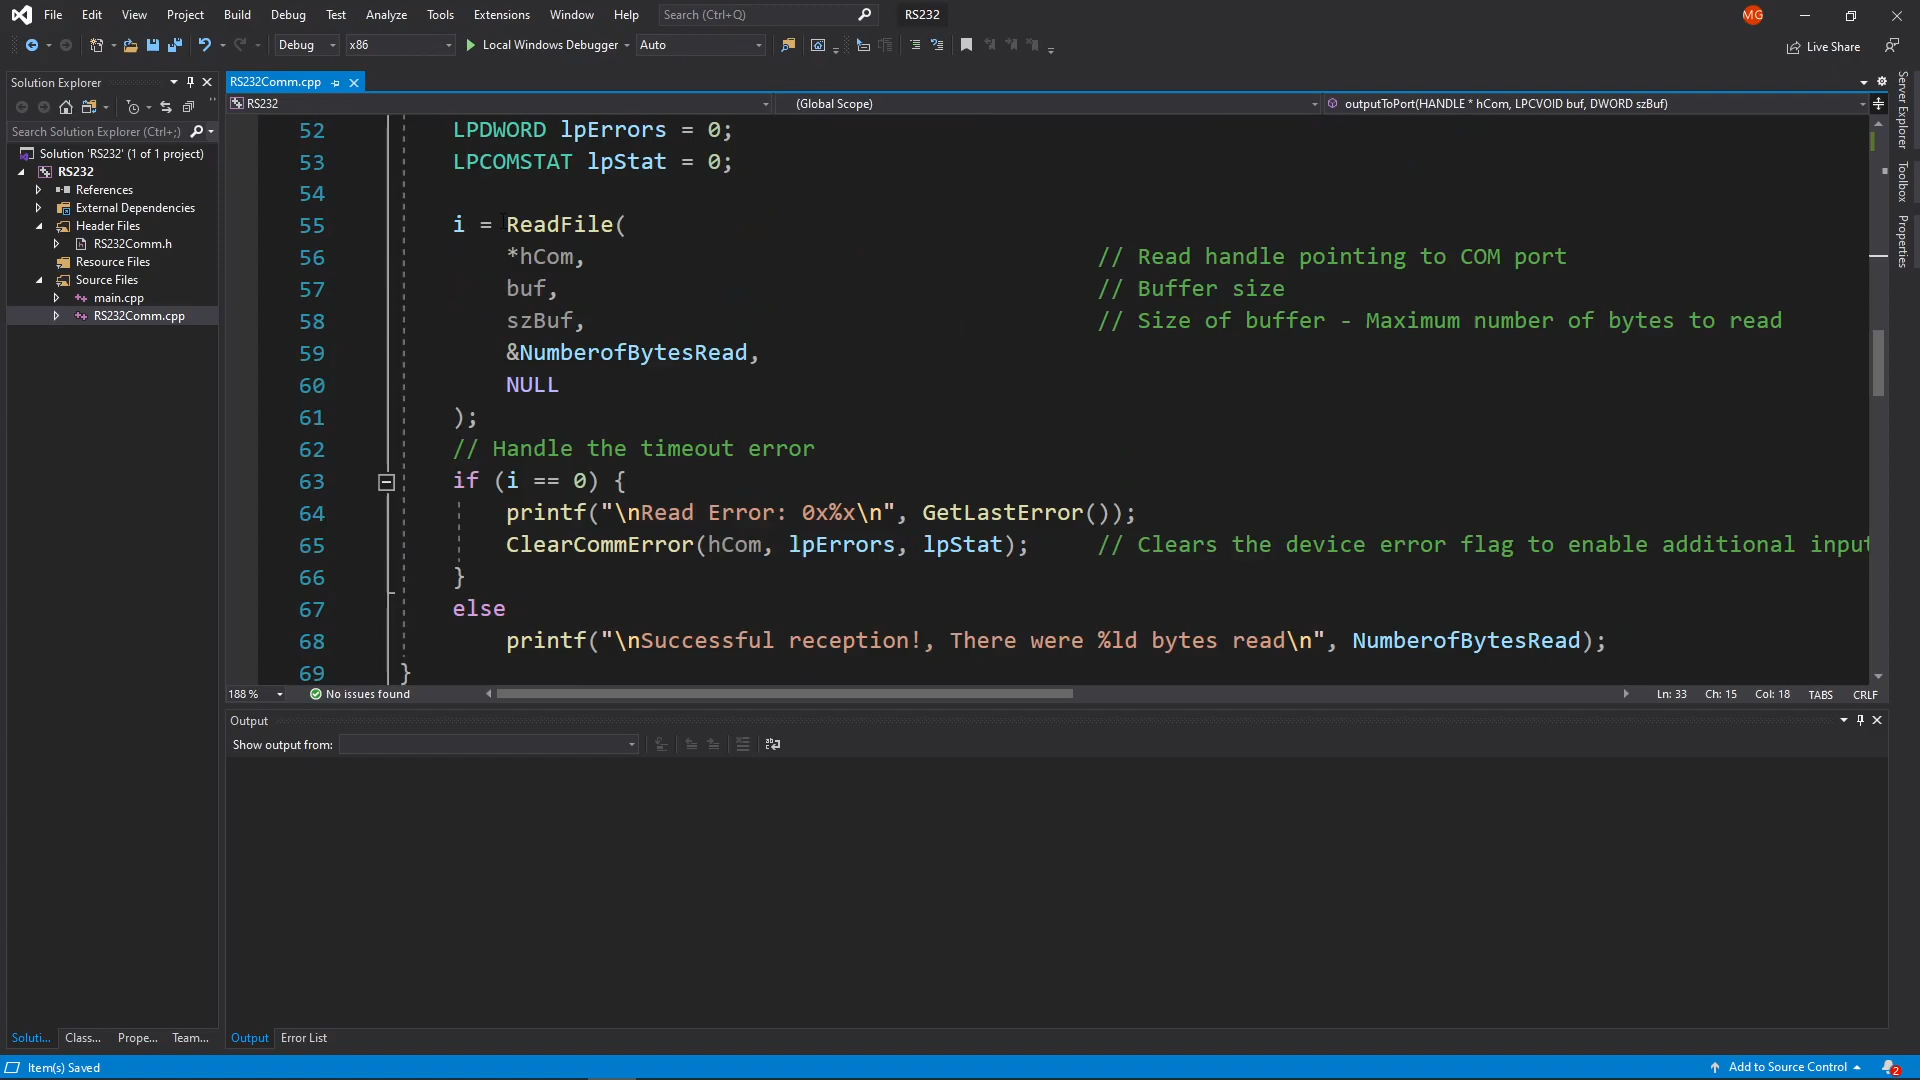 File Edit View Project Build Debug Test Analyze Tools Extensions Window Help Search (Ctrl+Q) RS232 MG
Debug x86 Local Windows Debugger Auto Live Share
Solution Explorer
Search Solution Explorer (Ctrl+;)
Solution 'RS232' (1 of 1 project)
RS232
References
External Dependencies
Header Files
RS232Comm.h
Resource Files
Source Files
main.cpp
RS232Comm.cpp
Soluti... Class... Prope... Team...
RS232Comm.cpp
RS232 (Global Scope) outputToPort(HANDLE * hCom, LPCVOID buf, DWORD szBuf)
52 LPDWORD lpErrors = 0;
53 LPCOMSTAT lpStat = 0;
54
55 i = ReadFile(
56 *hCom, // Read handle pointing to COM port
57 buf, // Buffer size
58 szBuf, // Size of buffer - Maximum number of bytes to read
59 &NumberofBytesRead,
60 NULL
61 );
62 // Handle the timeout error
63 if (i == 0) {
64 printf("\nRead Error: 0x%x\n", GetLastError());
65 ClearCommError(hCom, lpErrors, lpStat); // Clears the device error flag to enable additional input
66 }
67 else
68 printf("\nSuccessful reception!, There were %ld bytes read\n", NumberofBytesRead);
69 }
188 % No issues found Ln: 33 Ch: 15 Col: 18 TABS CRLF
Output
Show output from:
Output Error List
Server Explorer
Toolbox
Properties
Item(s) Saved Add to Source Control 2